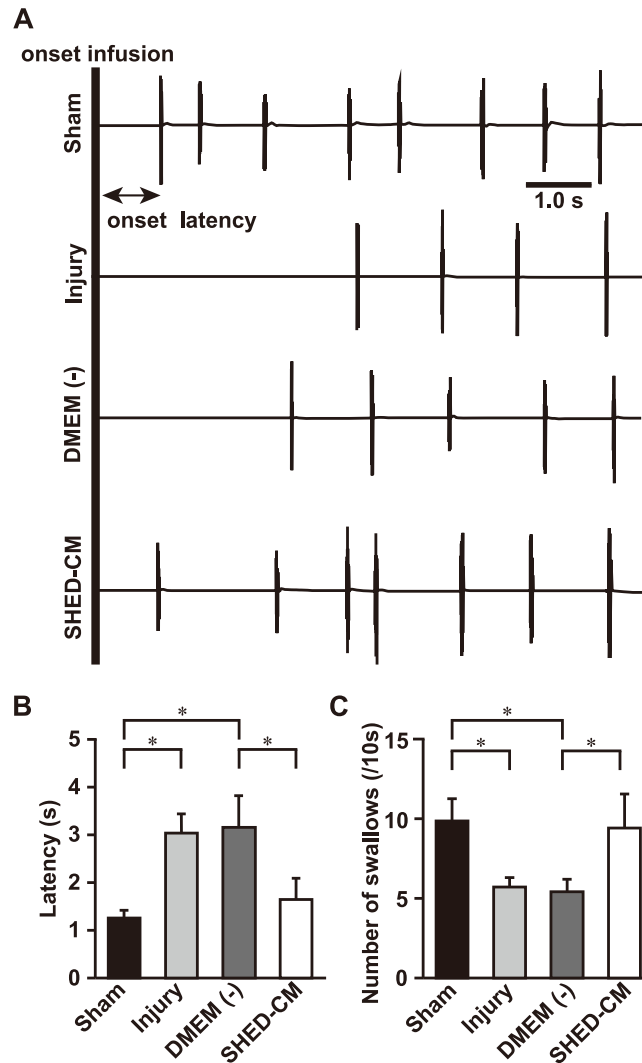 A
onset infusion
Sham
1.0 s
onset latency
Injury
DMEM (-)
SHED-CM
B
*
*
*
Latency (s)
5
4
3
2
1
0
Sham
Injury
DMEM (-)
SHED-CM
C
*
*
*
Number of swallows (/10s)
15
10
5
0
Sham
Injury
DMEM (-)
SHED-CM